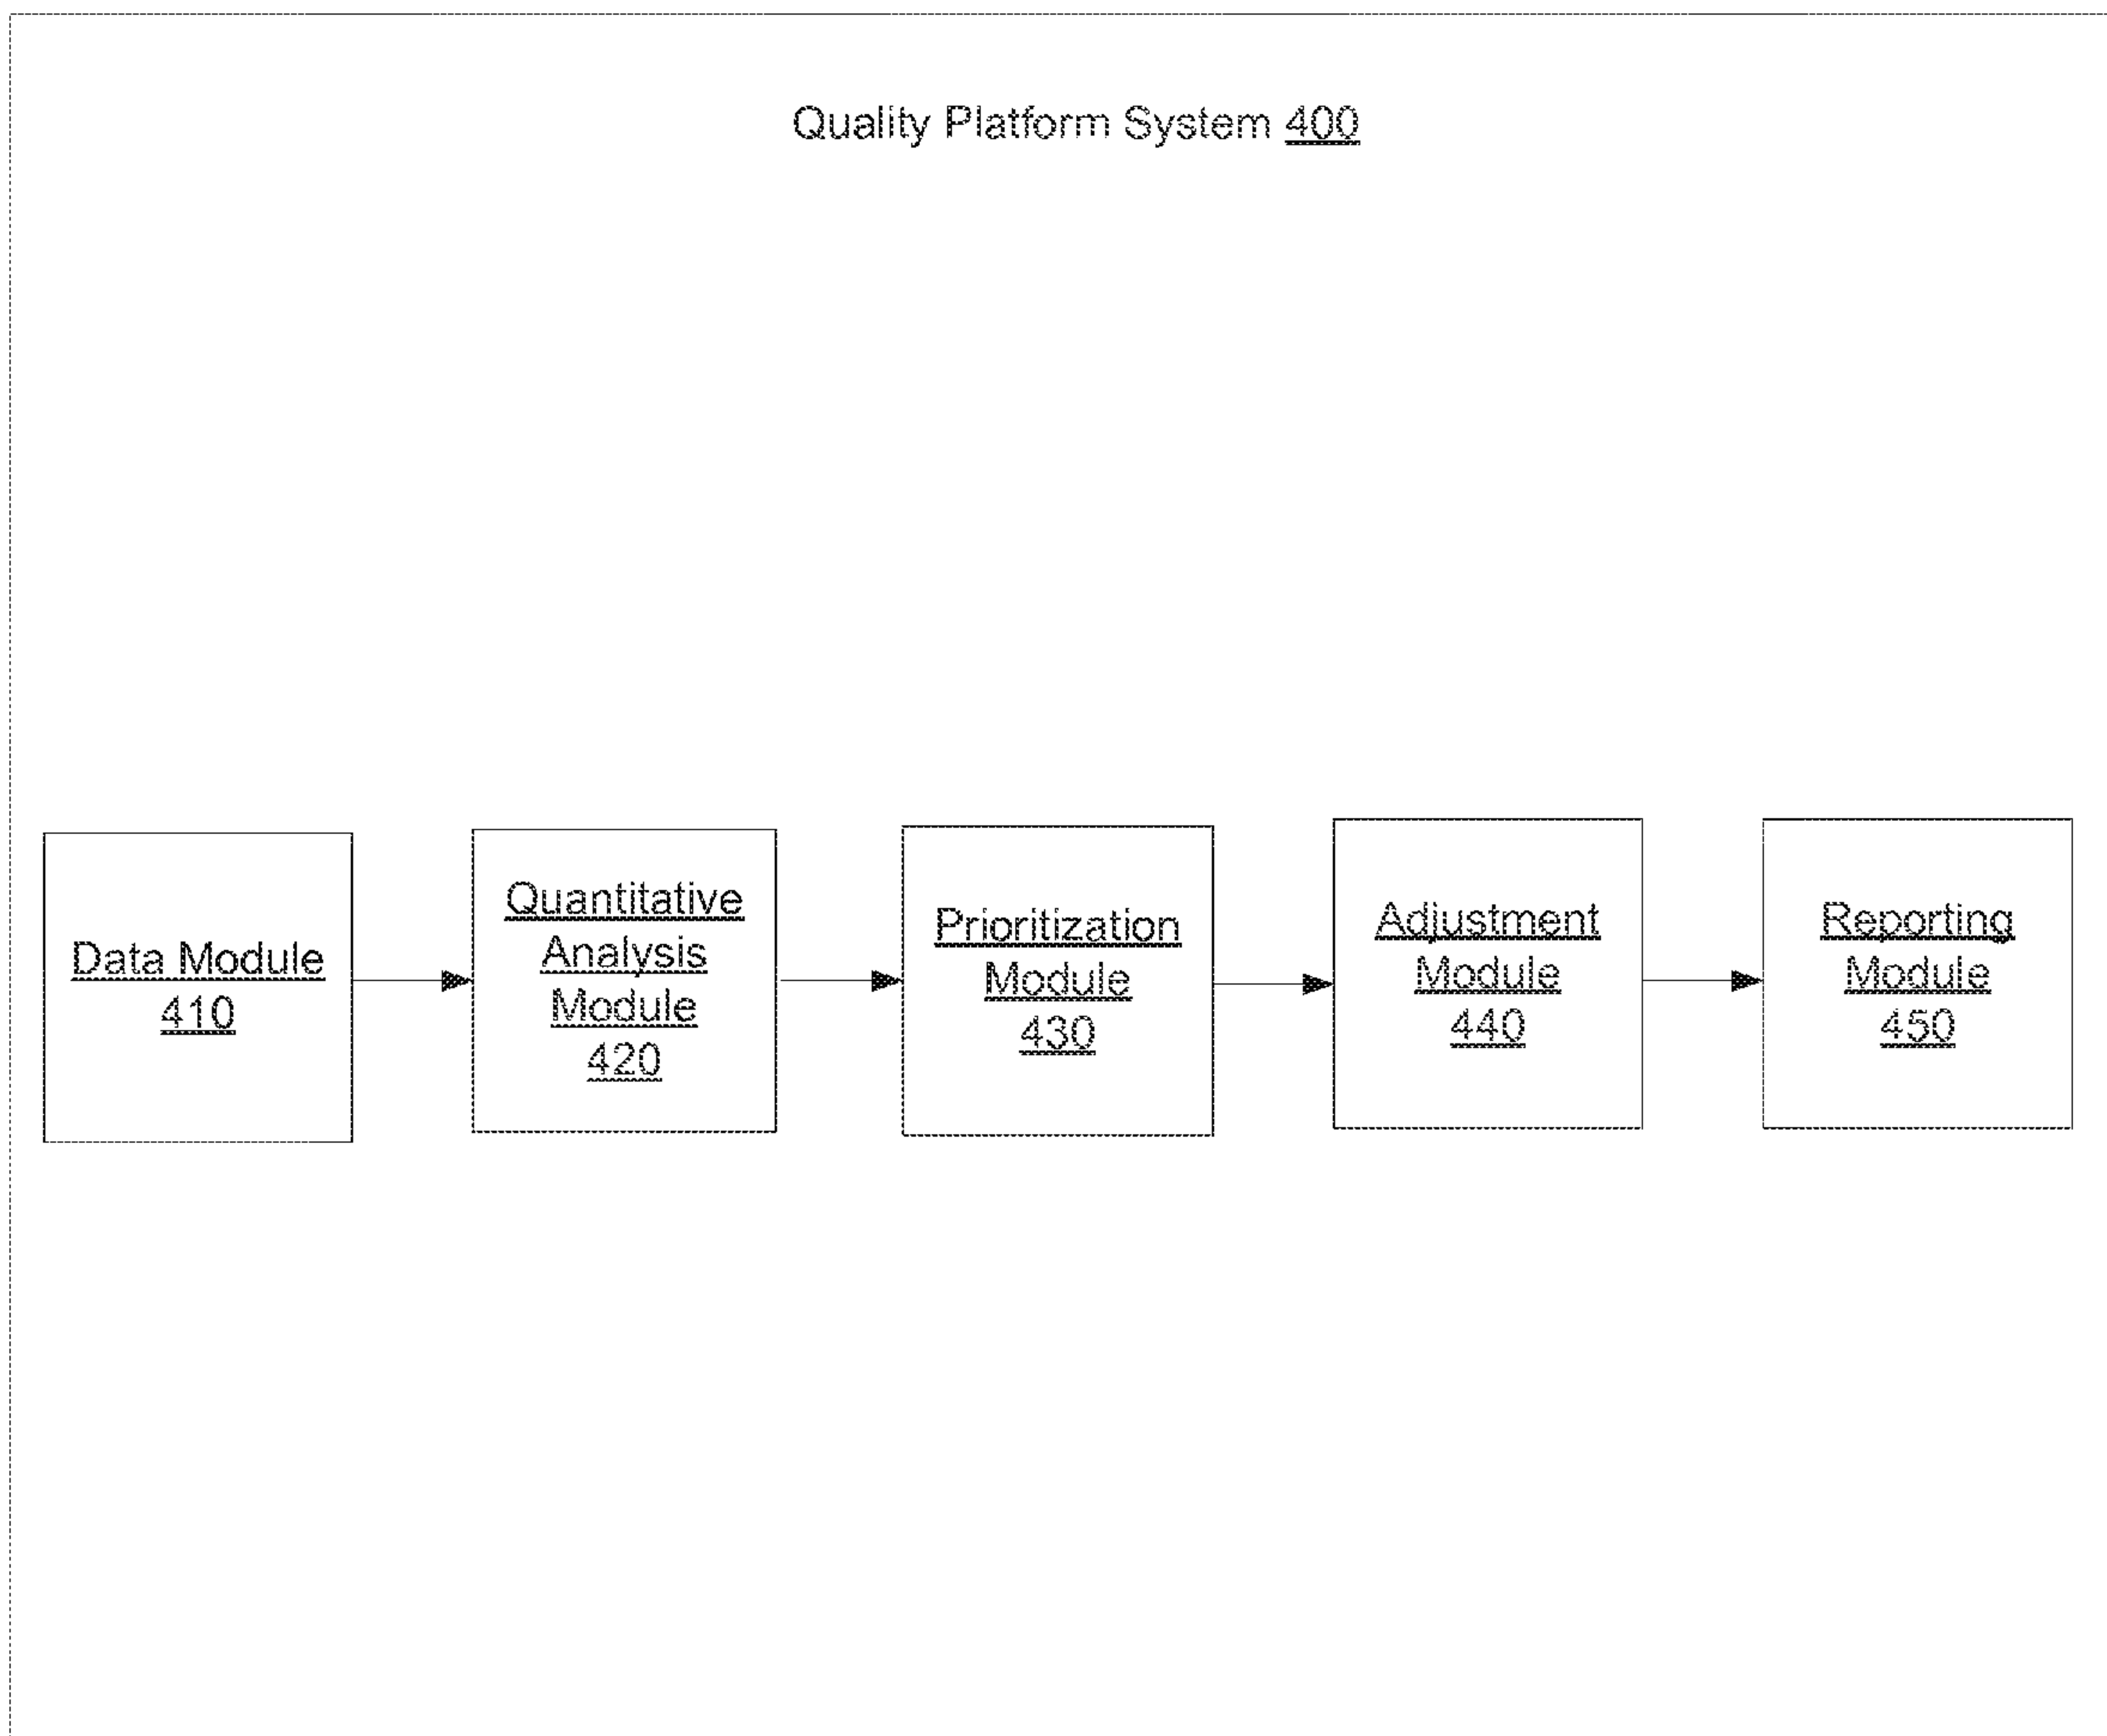 Quality Platform System 400
Data Module
410
Quantitative
Analysis
Module
420
Prioritization
Module
430
Adjustment
Module
440
Reporting
Module
450